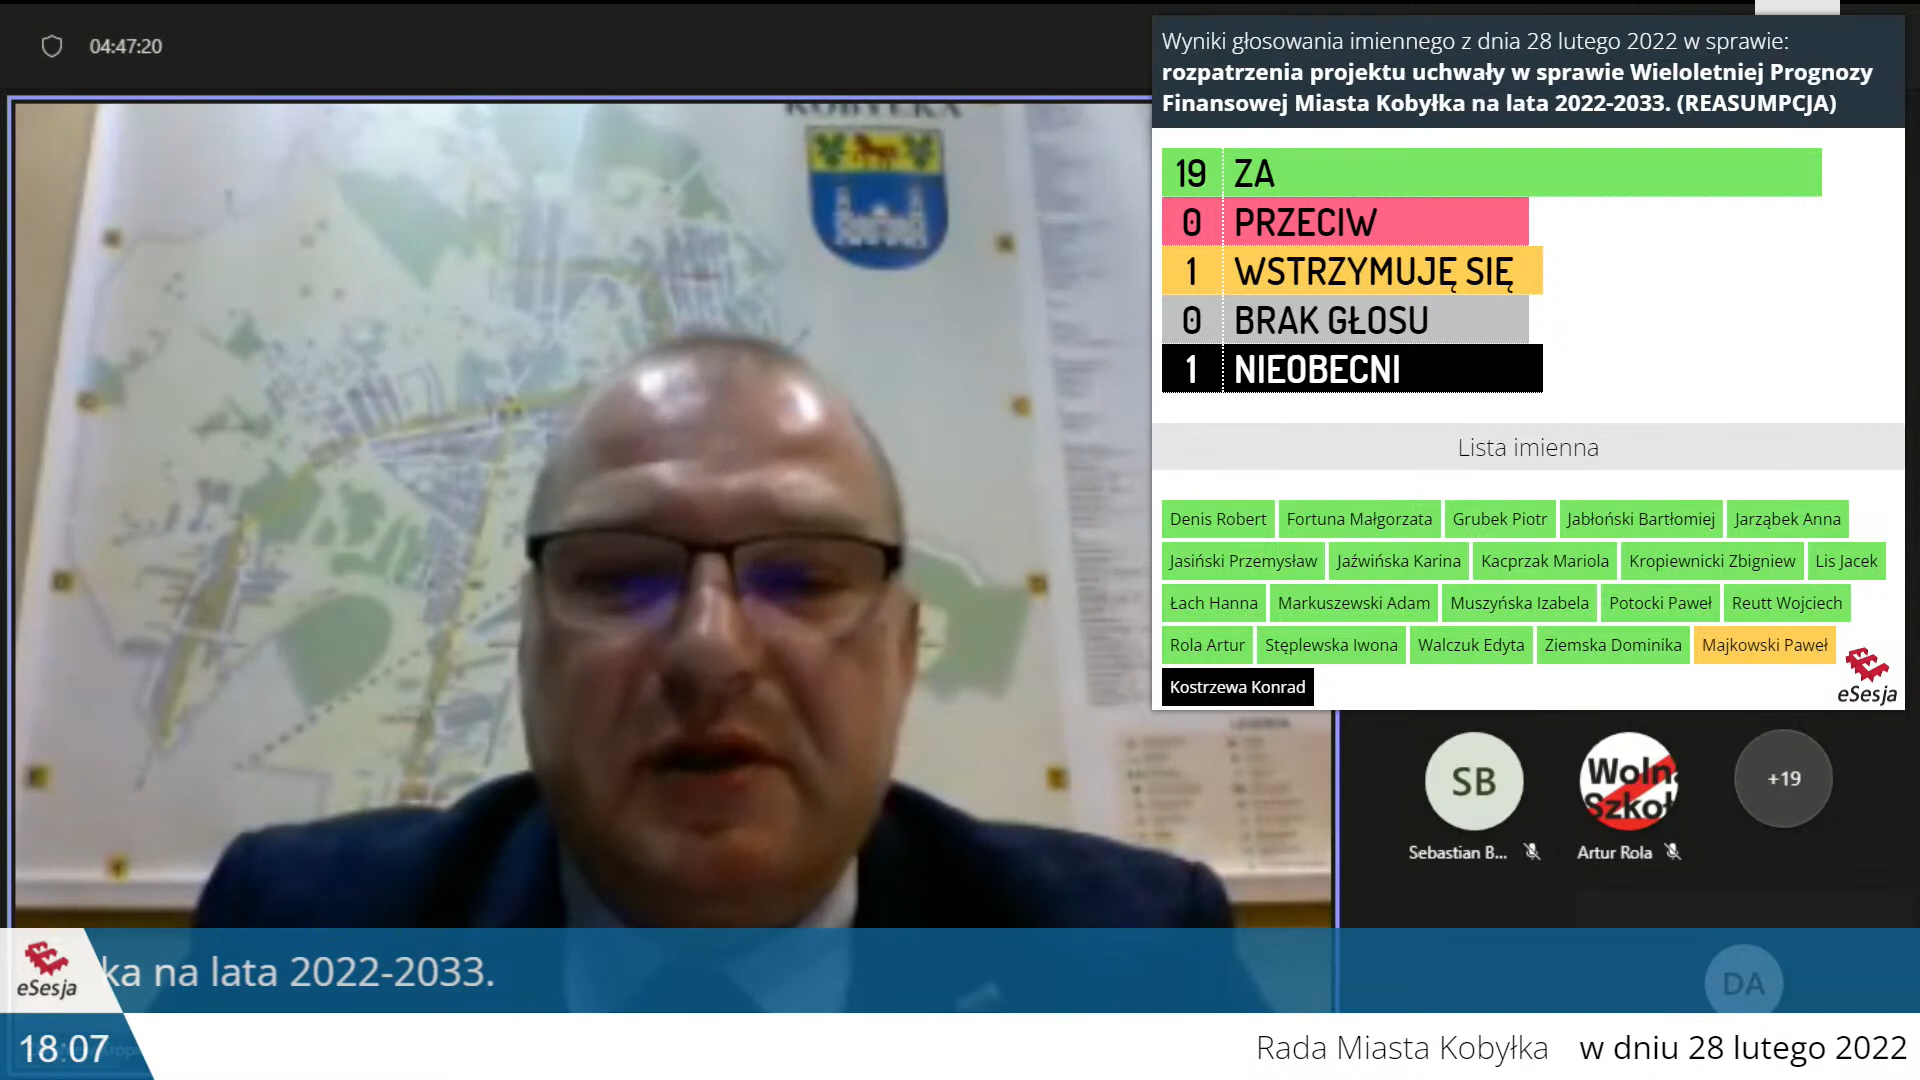 04:47:20
KOBYŁKA
Wyniki głosowania imiennego z dnia 28 lutego 2022 w sprawie:
rozpatrzenia projektu uchwały w sprawie Wieloletniej Prognozy
Finansowej Miasta Kobyłka na lata 2022-2033. (REASUMPCJA)
19 ZA
0 PRZECIW
1 WSTRZYMUJĘ SIĘ
0 BRAK GŁOSU
1 NIEOBECNI
Lista imienna
Denis Robert Fortuna Małgorzata Grubek Piotr Jabłoński Bartłomiej Jarząbek Anna
Jasiński Przemysław Jaźwińska Karina Kacprzak Mariola Kropiewnicki Zbigniew Lis Jacek
Łach Hanna Markuszewski Adam Muszyńska Izabela Potocki Paweł Reutt Wojciech
Rola Artur Stęplewska Iwona Walczuk Edyta Ziemska Dominika Majkowski Paweł
Kostrzewa Konrad
eSesja
LEGENDA
SB
Woln
Szkoł
+19
Sebastian B...
Artur Rola
DA
eSesja
ka na lata 2022-2033.
18:07
Rada Miasta Kobyłka w dniu 28 lutego 2022